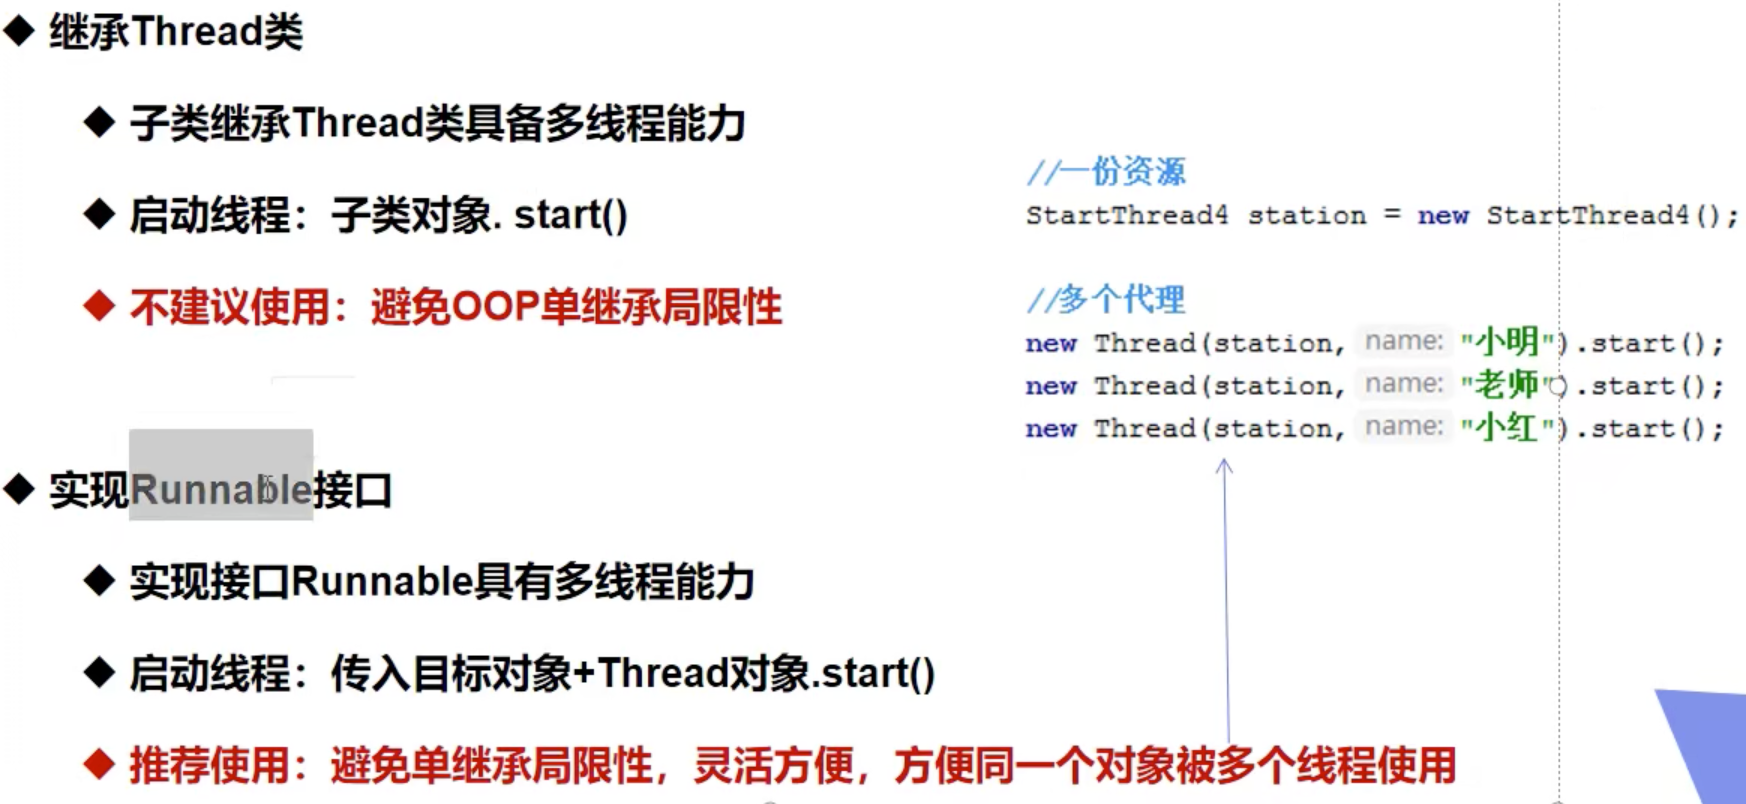 ◆ 继承Thread类
◆ 子类继承Thread类具备多线程能力
◆ 启动线程：子类对象. start()
◆ 不建议使用：避免OOP单继承局限性
◆ 实现Runnable接口
◆ 实现接口Runnable具有多线程能力
◆ 启动线程：传入目标对象+Thread对象.start()
◆ 推荐使用：避免单继承局限性，灵活方便，方便同一个对象被多个线程使用
//一份资源
StartThread4 station = new StartThread4();
//多个代理
new Thread(station, name: "小明").start();
new Thread(station, name: "老师").start();
new Thread(station, name: "小红").start();